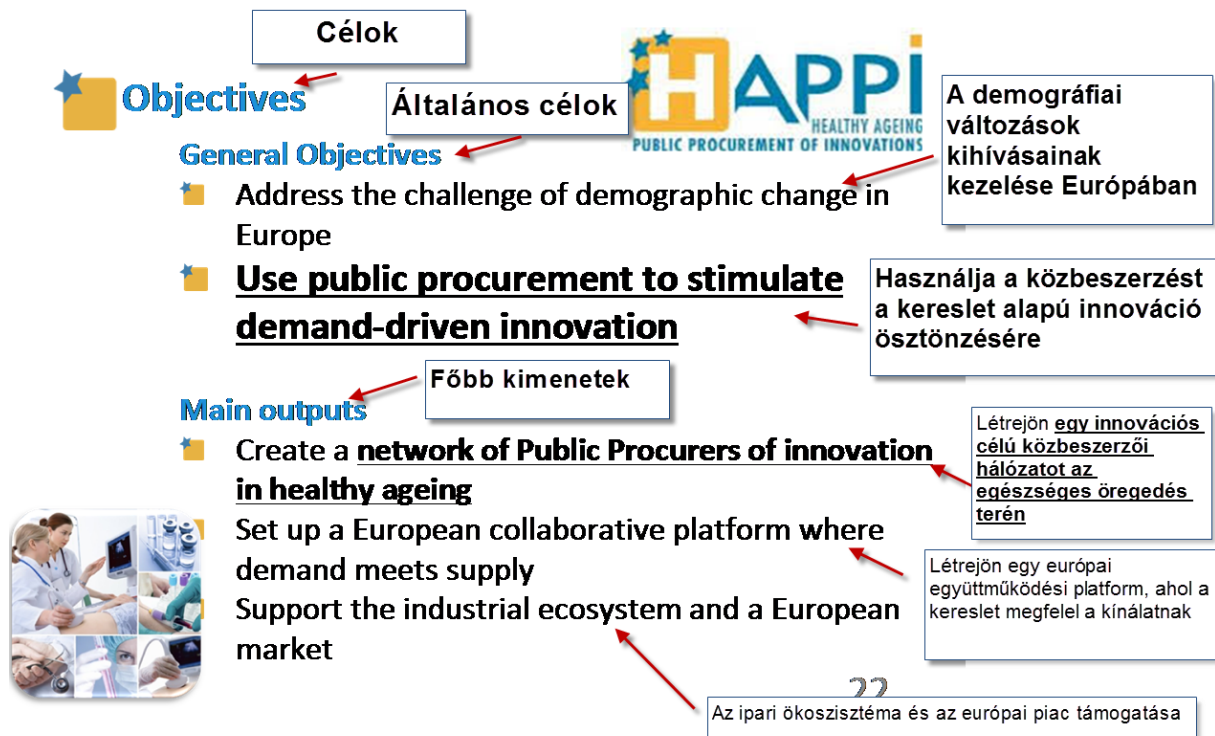 Célok
Objectives
HAPPI
HEALTHY AGEING
PUBLIC PROCUREMENT OF INNOVATIONS
Általános célok
General Objectives
A demográfiai
változások
kihívásainak
kezelése Európában
Address the challenge of demographic change in
Europe
Use public procurement to stimulate
demand-driven innovation
Használja a közbeszerzést
a kereslet alapú innováció
ösztönzésére
Főbb kimenetek
Main outputs
Create a network of Public Procurers of innovation
in healthy ageing
Létrejön egy innovációs
célú közbeszerzői
hálózatot az
egészséges öregedés
terén
Set up a European collaborative platform where
demand meets supply
Létrejön egy európai
együttműködési platform, ahol a
kereslet megfelel a kínálatnak
Support the industrial ecosystem and a European
market
22
Az ipari ökoszisztéma és az európai piac támogatása